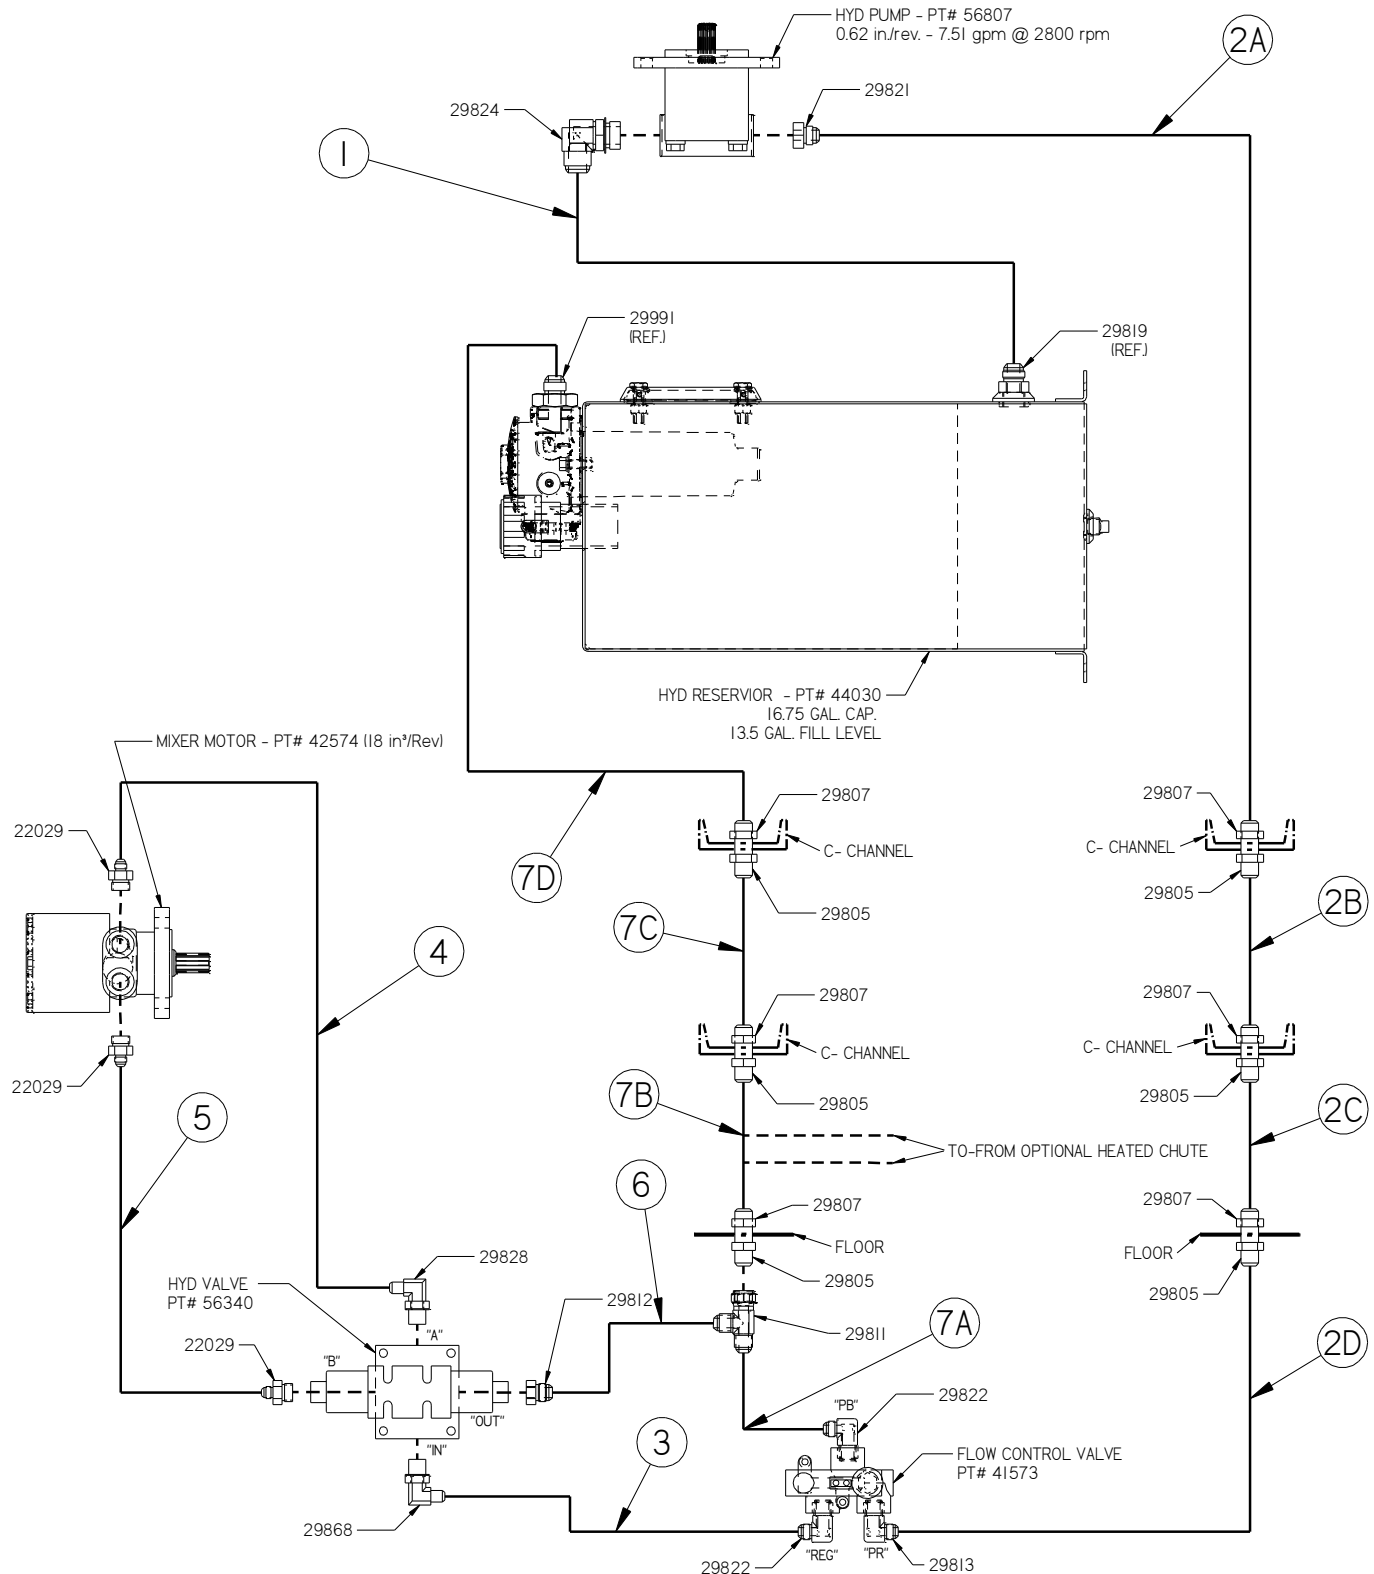 HYD PUMP - PT# 56807
0.62 in./rev. - 7.51 gpm @ 2800 rpm
2A
29821
29824
1
29991
(REF.)
29819
(REF.)
HYD RESERVIOR - PT# 44030
16.75 GAL. CAP.
13.5 GAL. FILL LEVEL
MIXER MOTOR - PT# 42574 (18 in³/Rev)
29807
29807
22029
C- CHANNEL
C- CHANNEL
7D
29805
29805
7C
2B
4
29807
29807
C- CHANNEL
C- CHANNEL
22029
7B
29805
29805
5
2C
TO-FROM OPTIONAL HEATED CHUTE
6
29807
29807
FLOOR
FLOOR
29828
HYD VALVE
PT# 56340
29805
29805
29812
"A"
29811
7A
2D
22029
"B"
"OUT"
"PB"
29822
"IN"
3
FLOW CONTROL VALVE
PT# 41573
29868
"REG"
"PR"
29822
29813